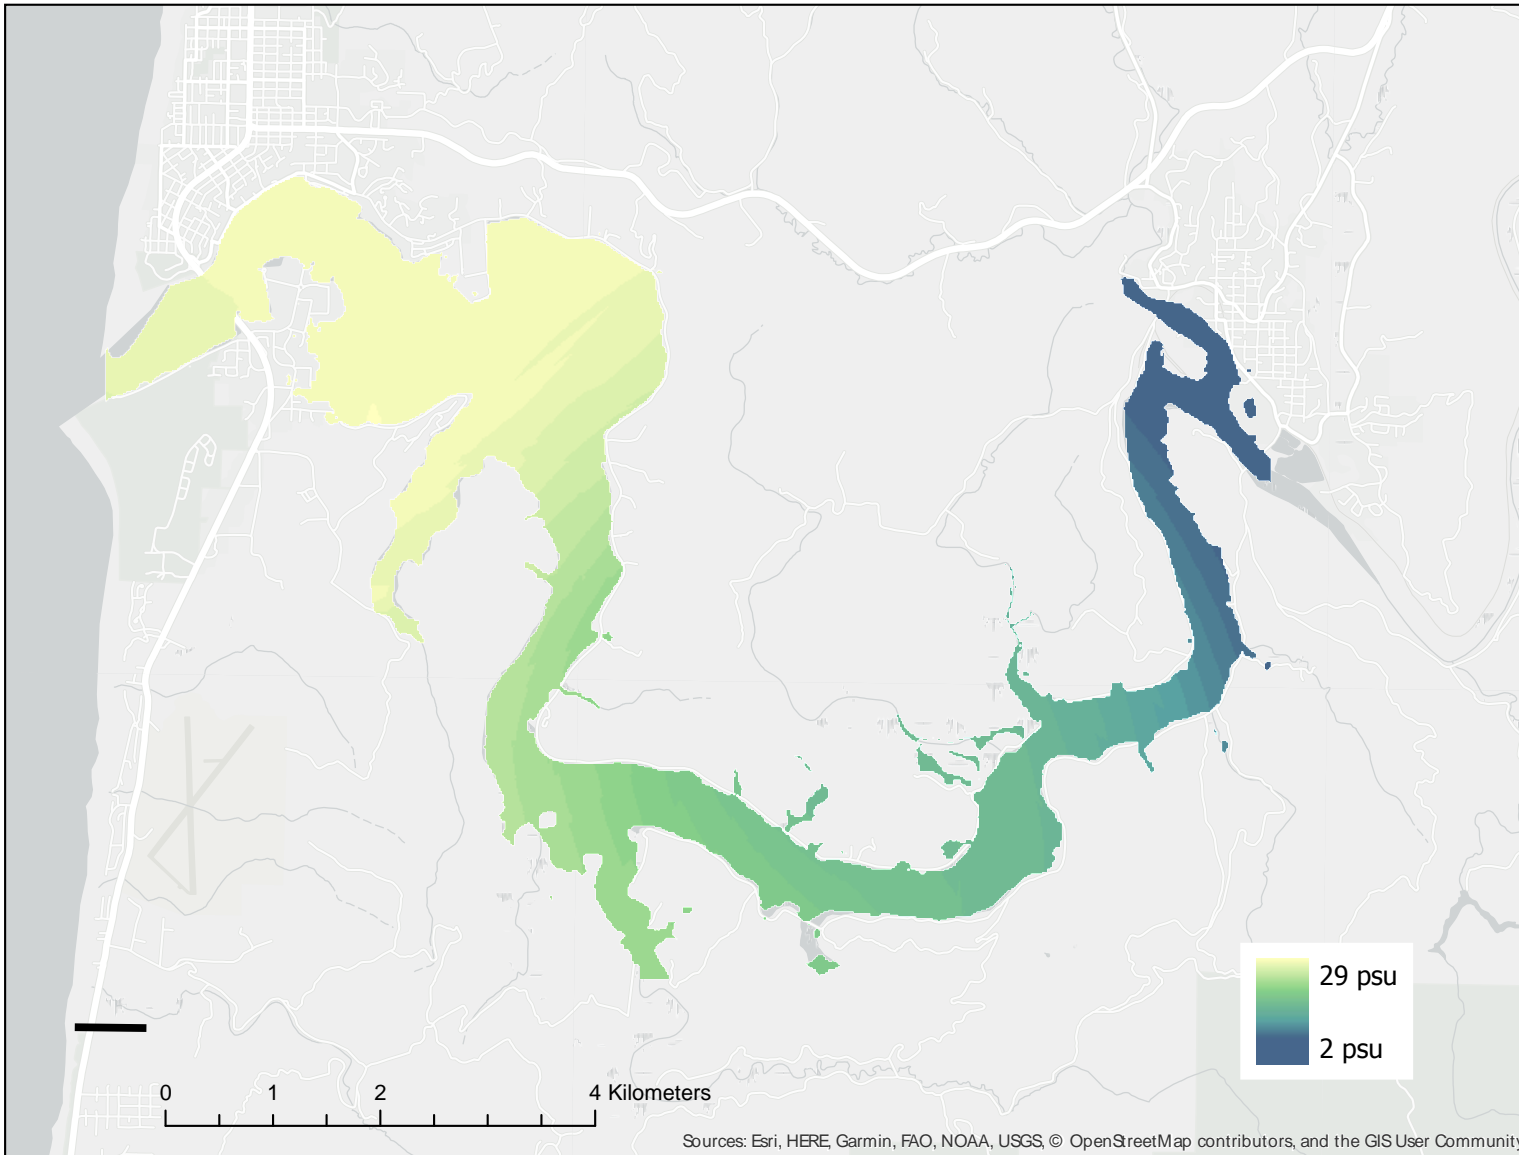 29 psu
2 psu
0 1 2 4 Kilometers
Sources: Esri, HERE, Garmin, FAO, NOAA, USGS, © OpenStreetMap contributors, and the GIS User Community